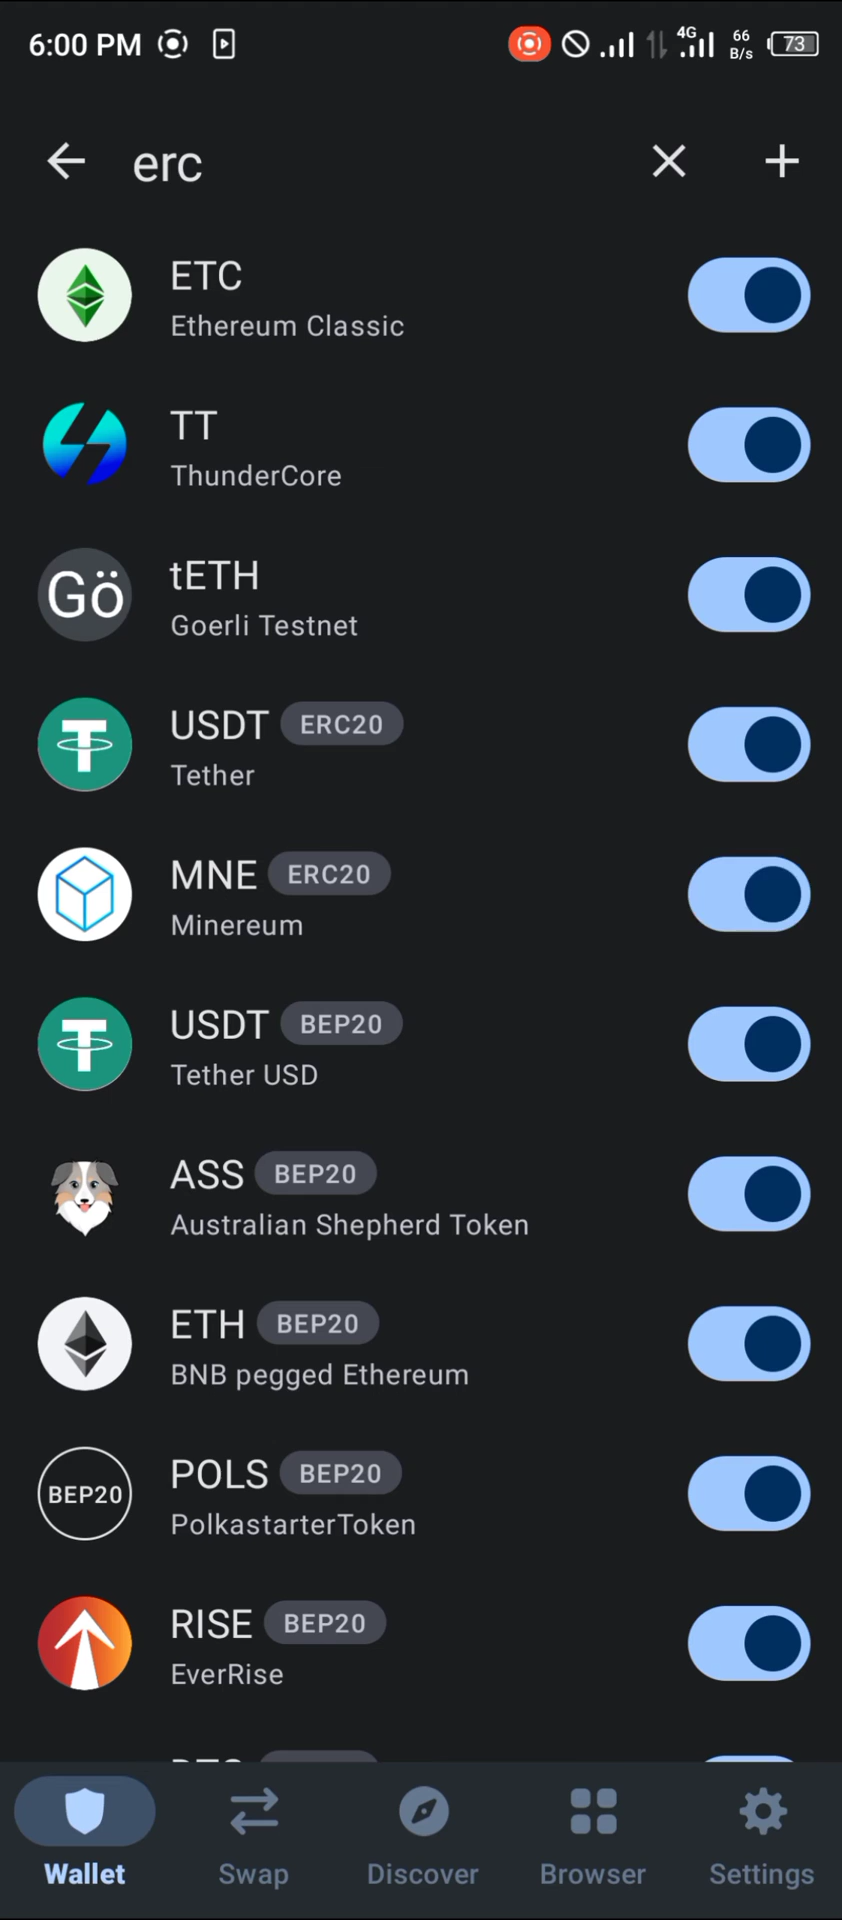 6:00 PM 4G 66 B/s 73
erc
ETC
Ethereum Classic
TT
ThunderCore
Gö
tETH
Goerli Testnet
USDT ERC20
Tether
MNE ERC20
Minereum
USDT BEP20
Tether USD
ASS BEP20
Australian Shepherd Token
ETH BEP20
BNB pegged Ethereum
BEP20
POLS BEP20
PolkastarterToken
RISE BEP20
EverRise
Wallet Swap Discover Browser Settings